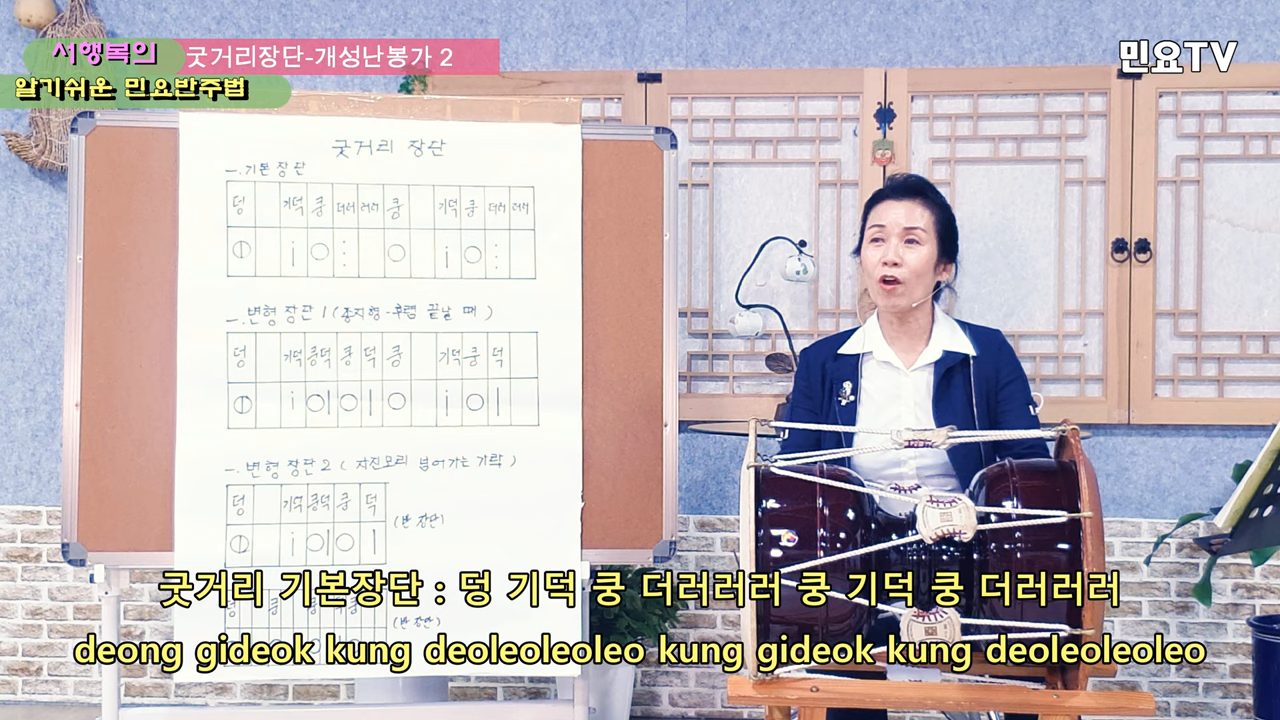 서행복의
굿거리장단-개성난봉가 2
알기쉬운 민요반주법
민요TV
굿거리 장단
一. 기본장단
덩 기덕 쿵 더러 러러 쿵 기덕 쿵 더러 러러
一. 변형장단 1 (종지형-후렴 끝날 때)
덩 기덕 쿵덕 쿵 덕 쿵 기덕 쿵 덕
一. 변형장단 2 (자진모리 넘어가는 가락)
덩 기덕 쿵덕 쿵 덕
(반 장단)
(반 장단)
굿거리 기본장단 : 덩 기덕 쿵 더러러러 쿵 기덕 쿵 더러러러
deong gideok kung deoleoleoleo kung gideok kung deoleoleoleo